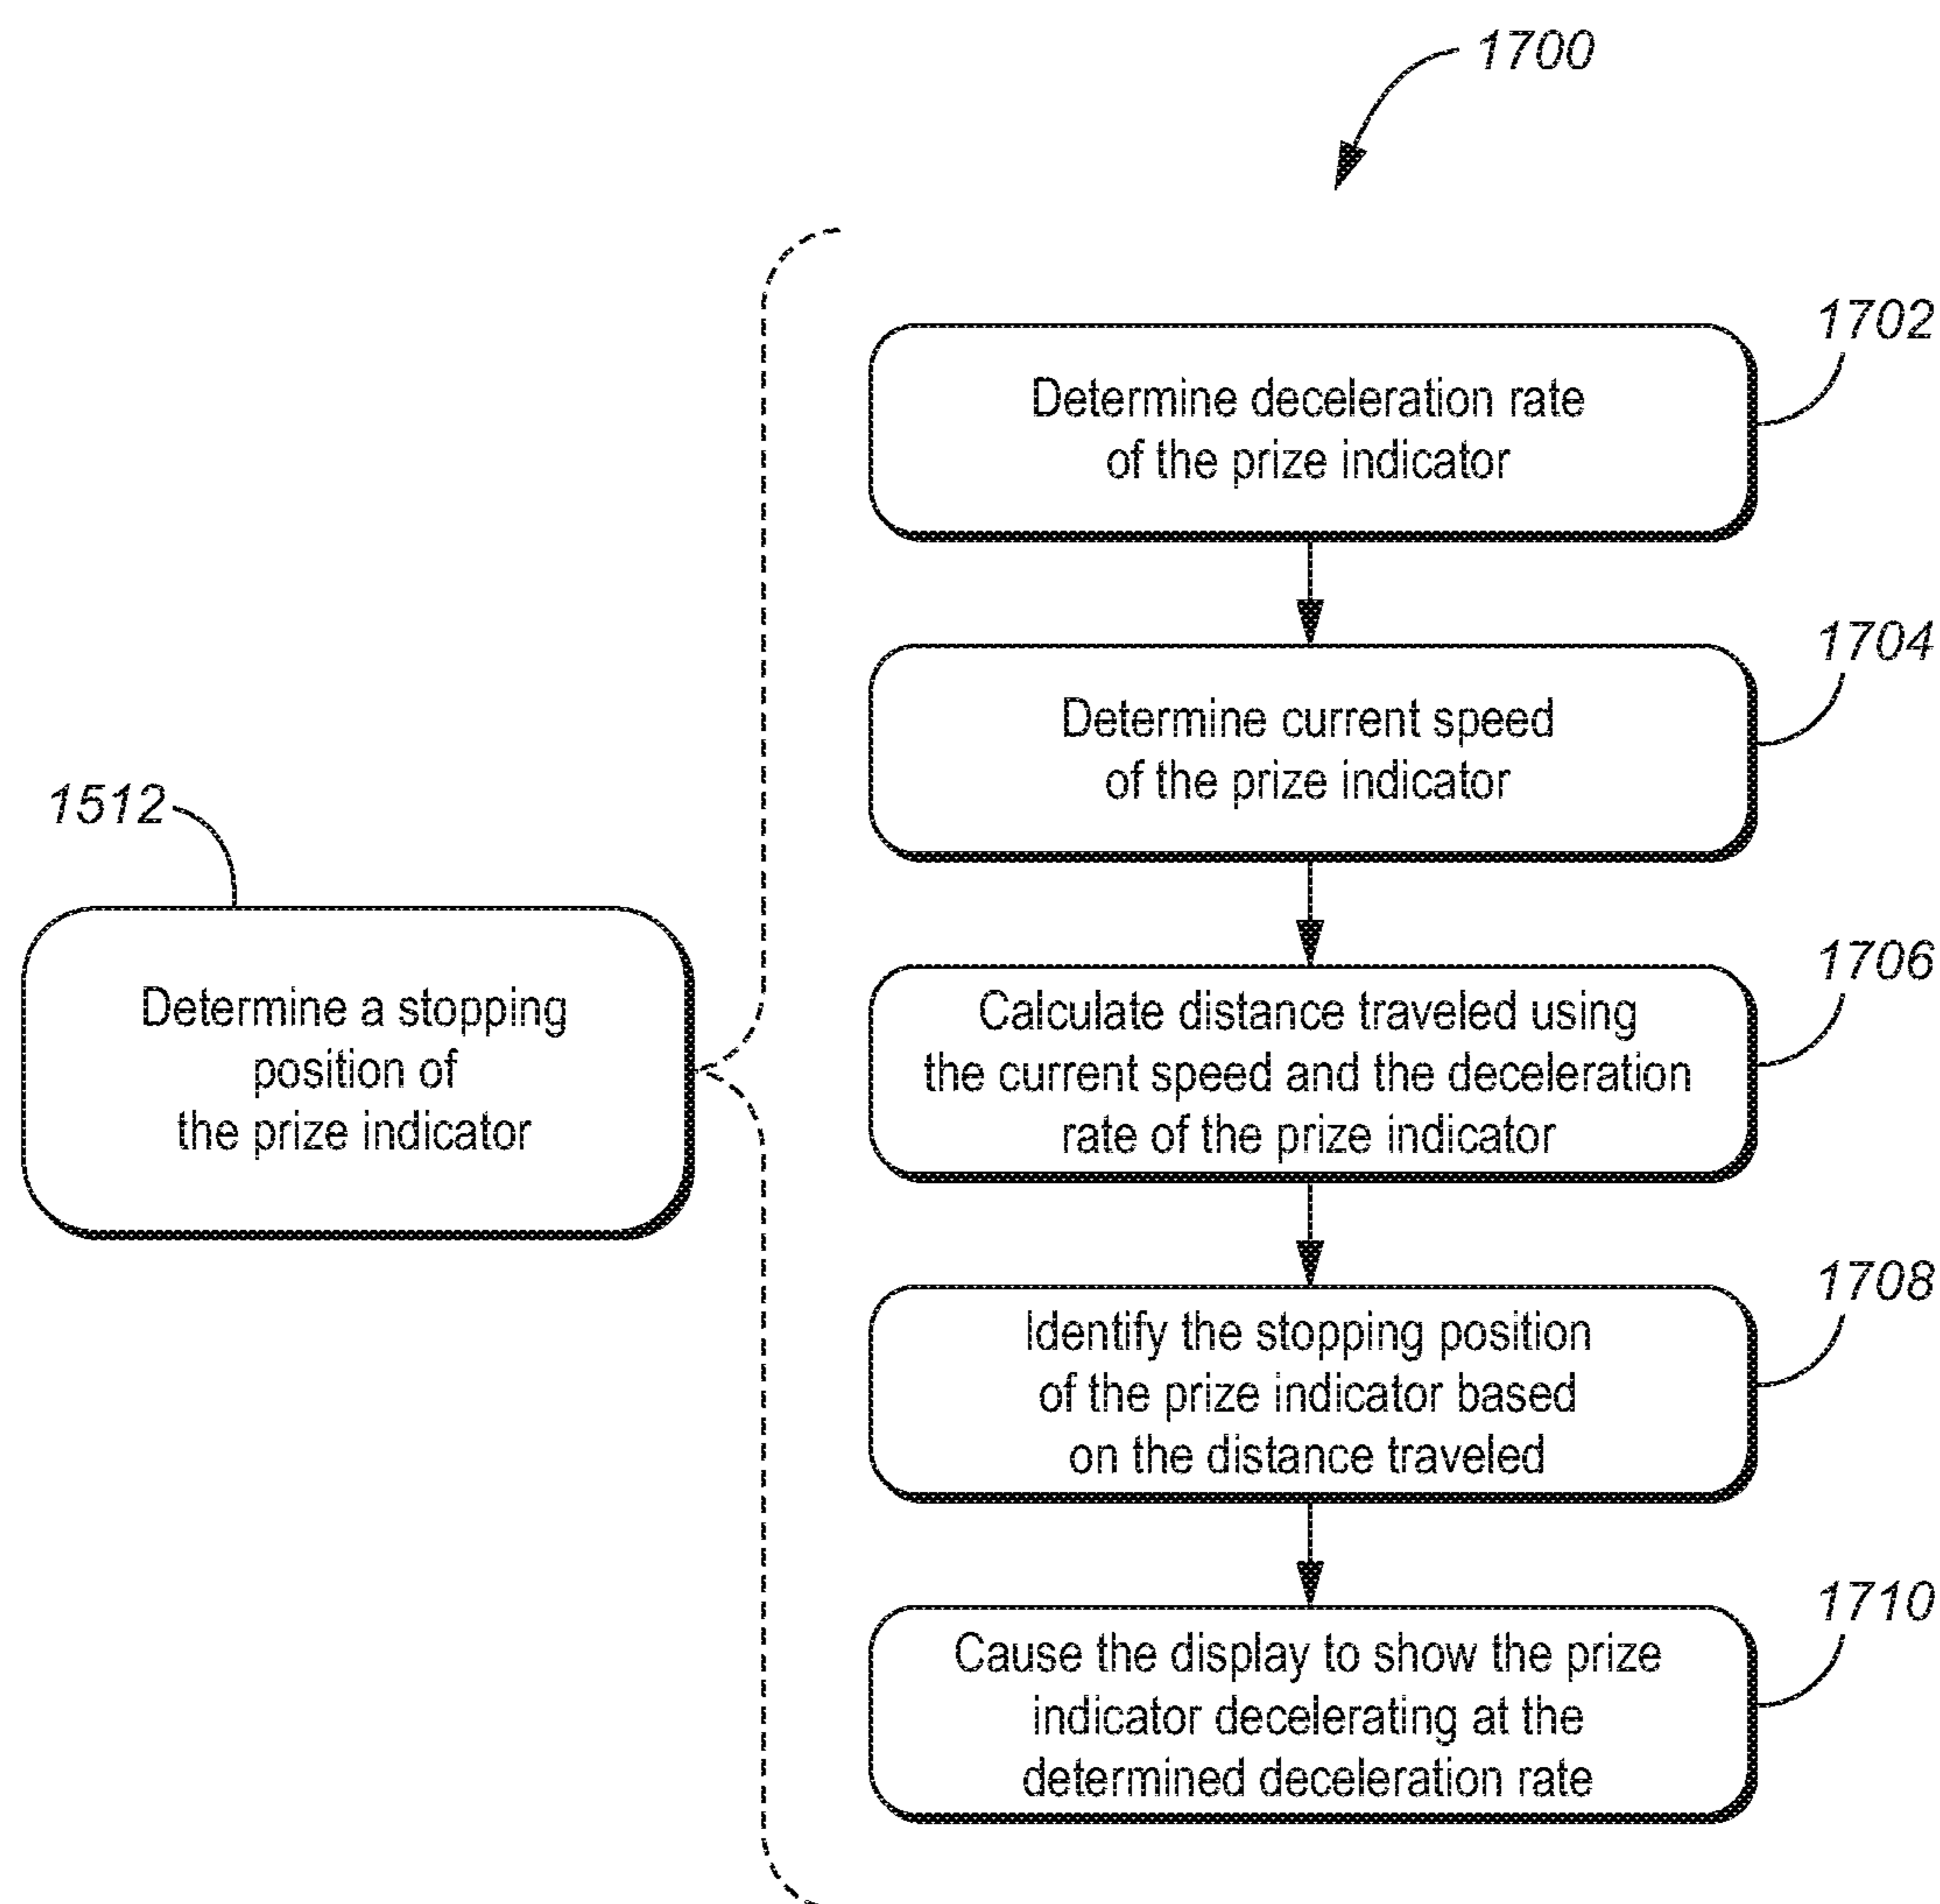 1700
1702
Determine deceleration rate
of the prize indicator
1704
Determine current speed
of the prize indicator
1512
Determine a stopping
position of
the prize indicator
1706
Calculate distance traveled using
the current speed and the deceleration
rate of the prize indicator
1708
Identify the stopping position
of the prize indicator based
on the distance traveled
1710
Cause the display to show the prize
indicator decelerating at the
determined deceleration rate